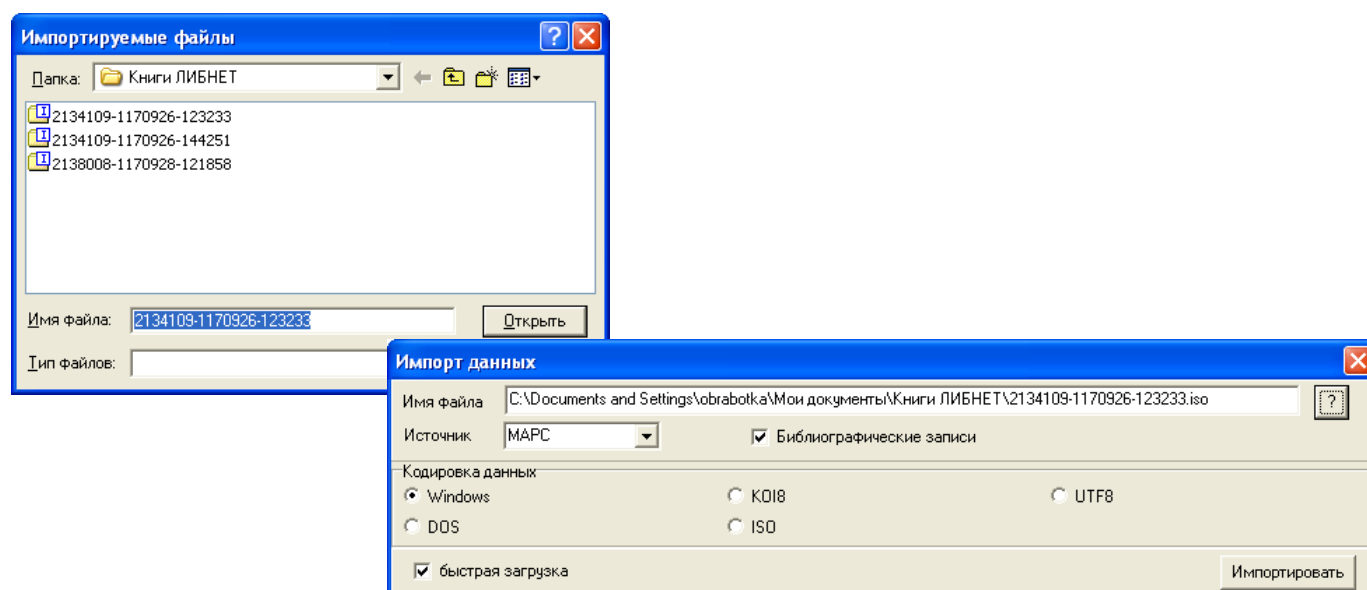 Импортируемые файлы
Папка: Книги ЛИБНЕТ
2134109-1170926-123233
2134109-1170926-144251
2138008-1170928-121858
Имя файла: 2134109-1170926-123233 Открыть
Тип файлов:
Импорт данных
Имя файла C:\Documents and Settings\obrabotka\Мои документы\Книги ЛИБНЕТ\2134109-1170926-123233.iso ?
Источник МАРС Библиографические записи
Кодировка данных
Windows KOI8 UTF8
DOS ISO
быстрая загрузка Импортировать